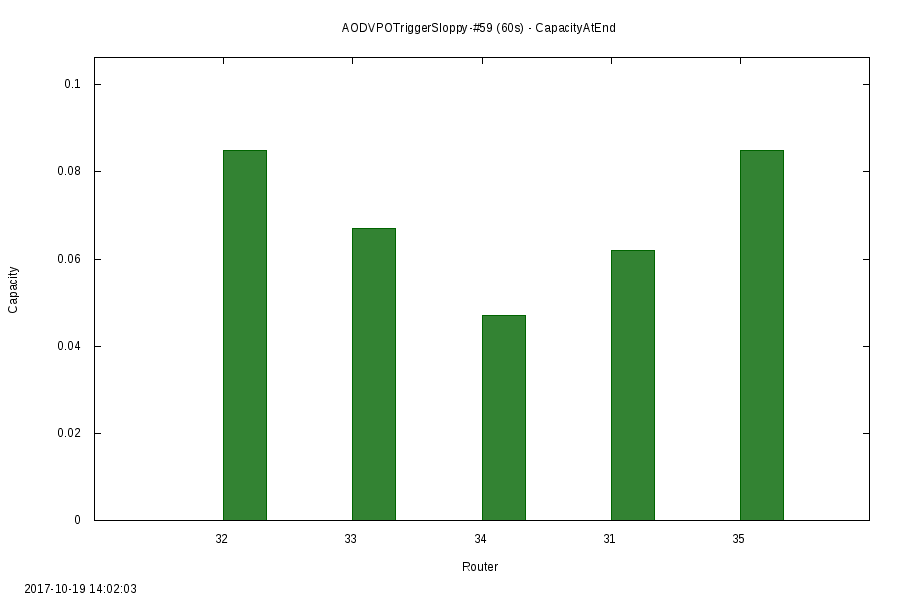 AODVPOTriggerSloppy-#59 (60s) - CapacityAtEnd
0.1
0.08
0.06
0.04
0.02
0
Capacity
32 33 34 31 35
Router
2017-10-19 14:02:03